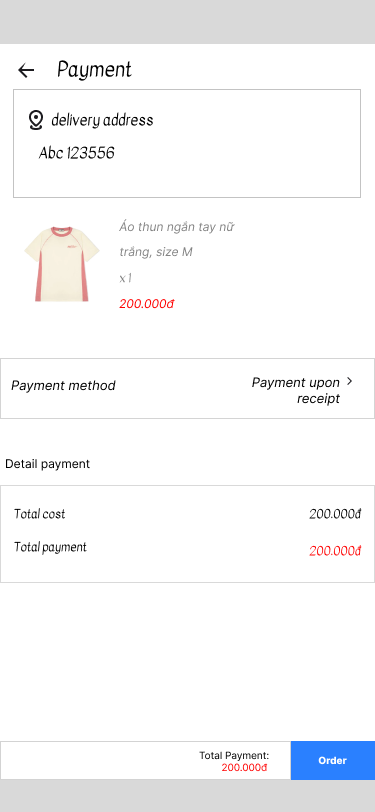 Payment
delivery address
Abc 123556
Áo thun ngắn tay nữ
trắng, size M
x 1
200.000đ
Payment method
Payment upon
receipt
Detail payment
Total cost
200.000đ
Total payment
200.000đ
Total Payment:
200.000đ
Order